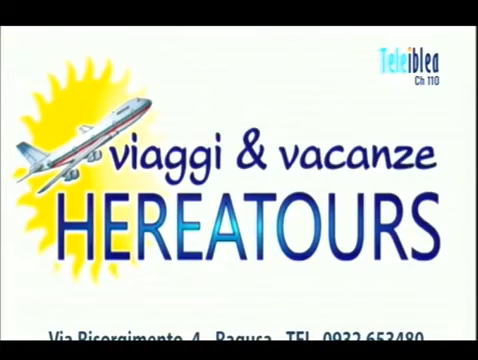 Teleiblea
Ch 110
viaggi & vacanze
HEREATOURS
Via Risorgimento, 4 Ragusa TEL. 0932 653480